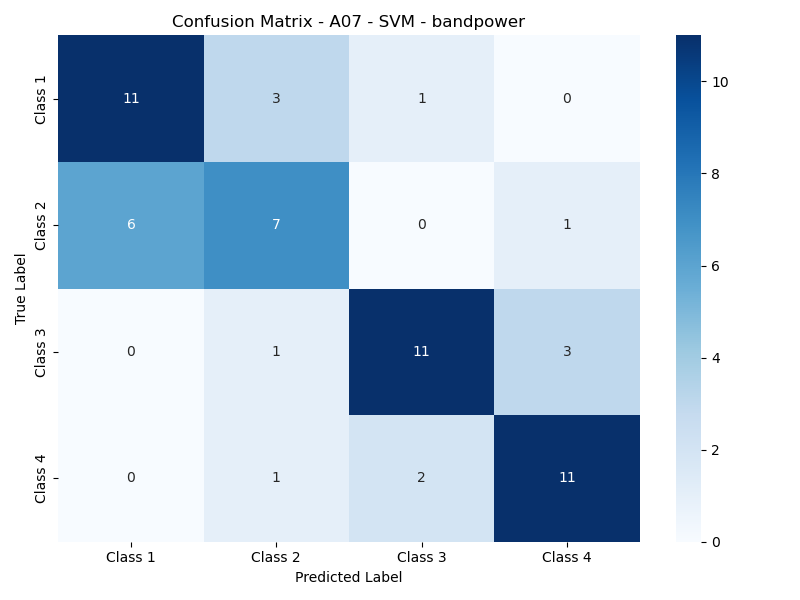 Confusion Matrix - A07 - SVM - bandpower
True Label
Class 1
11 3 1 0
Class 2
6 7 0 1
Class 3
0 1 11 3
Class 4
0 1 2 11
Class 1 Class 2 Class 3 Class 4
Predicted Label
10
8
6
4
2
0